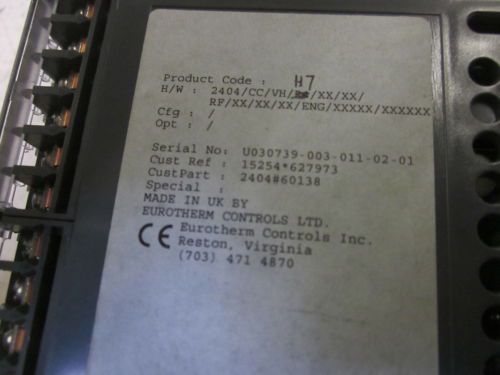 Product Code : H7
H/W : 2404/CC/VH/ /XX/XX/
RF/XX/XX/XX/ENG/XXXXX/XXXXXX
Cfg : /
Opt : /
Serial No: U030739-003-011-02-01
Cust Ref : 15254*627973
CustPart : 2404#60138
Special :
MADE IN UK BY
EUROTHERM CONTROLS LTD.
CE Eurotherm Controls Inc.
Reston, Virginia
(703) 471 4870